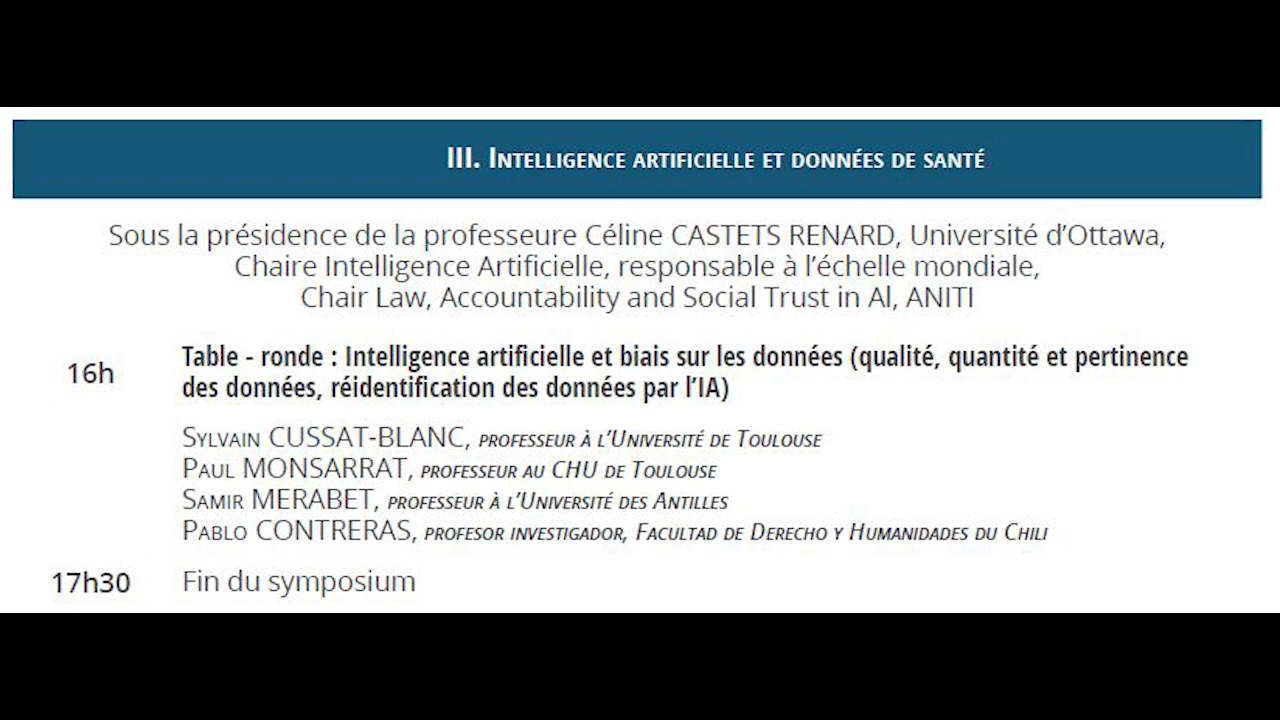 III. Intelligence artificielle et données de santé
Sous la présidence de la professeure Céline CASTETS RENARD, Université d'Ottawa,
Chaire Intelligence Artificielle, responsable à l'échelle mondiale,
Chair Law, Accountability and Social Trust in Al, ANITI
16h
Table - ronde : Intelligence artificielle et biais sur les données (qualité, quantité et pertinence
des données, réidentification des données par l'IA)
Sylvain CUSSAT-BLANC, professeur à l'Université de Toulouse
Paul MONSARRAT, professeur au CHU de Toulouse
Samir MERABET, professeur à l'Université des Antilles
Pablo CONTRERAS, profesor investigador, Facultad de Derecho y Humanidades du Chili
17h30 Fin du symposium